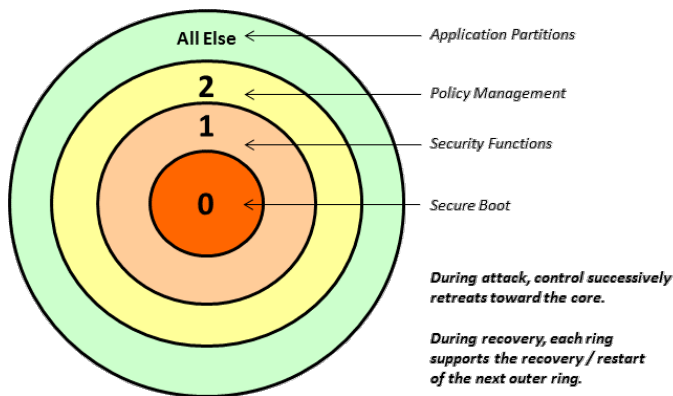 All Else
Application Partitions
2
Policy Management
1
Security Functions
0
Secure Boot
During attack, control successively
retreats toward the core.
During recovery, each ring
supports the recovery / restart
of the next outer ring.